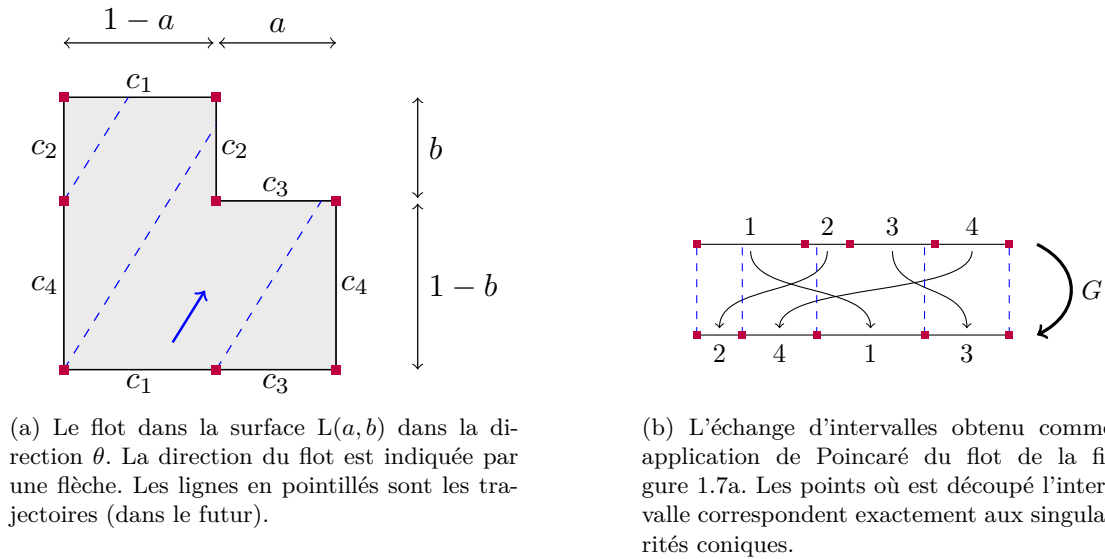 1 − a
a
c1
c2
c2
b
c3
c4
c4
1 − b
c1
c3
1 2 3 4
G
2 4 1 3
(a) Le flot dans la surface L(a, b) dans la di-
rection θ. La direction du flot est indiquée par
une flèche. Les lignes en pointillés sont les tra-
jectoires (dans le futur).
(b) L'échange d'intervalles obtenu comme
application de Poincaré du flot de la fi-
gure 1.7a. Les points où est découpé l'inter-
valle correspondent exactement aux singula-
rités coniques.